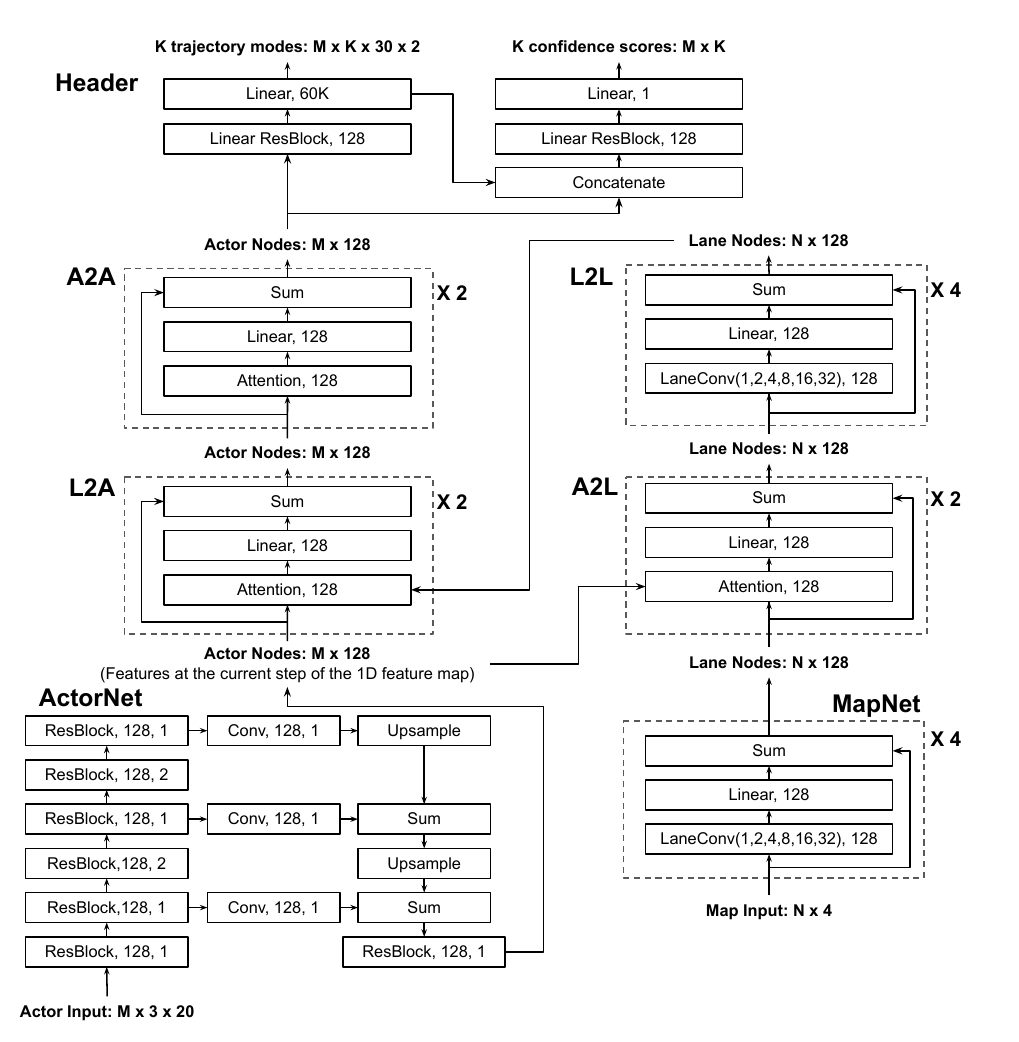 K trajectory modes: M x K x 30 x 2
K confidence scores: M x K
Header
Linear, 60K
Linear, 1
Linear ResBlock, 128
Linear ResBlock, 128
Concatenate
Actor Nodes: M x 128
Lane Nodes: N x 128
A2A
Sum
X 2
Linear, 128
Attention, 128
L2L
Sum
X 4
Linear, 128
LaneConv(1,2,4,8,16,32), 128
Actor Nodes: M x 128
Lane Nodes: N x 128
L2A
Sum
X 2
Linear, 128
Attention, 128
A2L
Sum
X 2
Linear, 128
Attention, 128
Actor Nodes: M x 128
(Features at the current step of the 1D feature map)
Lane Nodes: N x 128
ActorNet
ResBlock, 128, 1
Conv, 128, 1
Upsample
ResBlock, 128, 2
ResBlock, 128, 1
Conv, 128, 1
Sum
ResBlock,128, 2
Upsample
ResBlock,128, 1
Conv, 128, 1
Sum
ResBlock, 128, 1
ResBlock, 128, 1
Actor Input: M x 3 x 20
MapNet
X 4
Sum
Linear, 128
LaneConv(1,2,4,8,16,32), 128
Map Input: N x 4